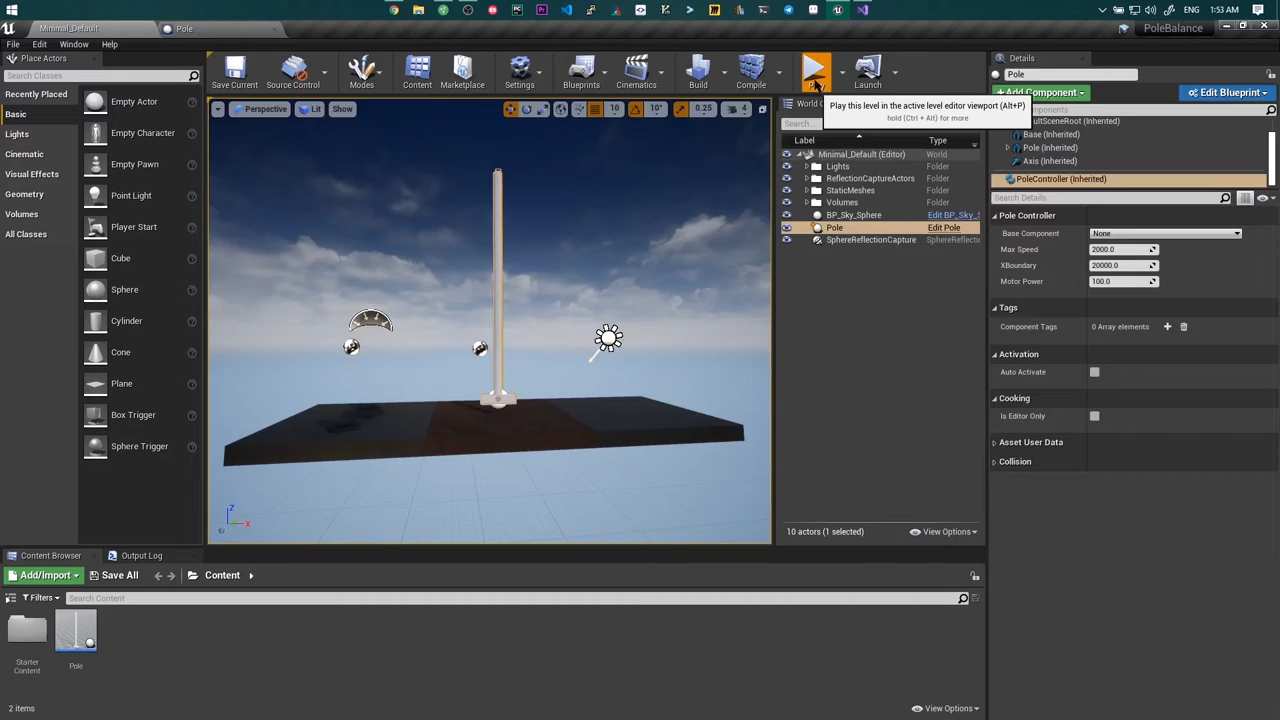 1:53 AM
Minimal_Default
Pole
PoleBalance
File
Edit
Window
Help
Place Actors
Search Classes
Recently Placed
Basic
Lights
Cinematic
Visual Effects
Geometry
Volumes
All Classes
Empty Actor
Empty Character
Empty Pawn
Point Light
Player Start
Cube
Sphere
Cylinder
Cone
Plane
Box Trigger
Sphere Trigger
Save Current
Source Control
Modes
Content
Marketplace
Settings
Blueprints
Cinematics
Build
Compile
Launch
Play this level in the active level editor viewport (Alt+P)
hold (Ctrl + Alt) for more
Perspective
Lit
Show
10
10°
0.25
4
Z
X
Search...
Label
Type
Minimal_Default (Editor)
World
Lights
Folder
ReflectionCaptureActors
Folder
StaticMeshes
Folder
Volumes
Folder
BP_Sky_Sphere
Edit BP_Sky_S
Pole
Edit Pole
SphereReflectionCapture
SphereReflectio
10 actors (1 selected)
View Options
Details
Pole
Add Component
Edit Blueprint
(Inherited)
Base (Inherited)
Pole (Inherited)
Axis (Inherited)
PoleController (Inherited)
Search Details
Pole Controller
Base Component
None
Max Speed
2000.0
XBoundary
20000.0
Motor Power
100.0
Tags
Component Tags
0 Array elements
Activation
Auto Activate
Cooking
Is Editor Only
Asset User Data
Collision
Content Browser
Output Log
Add/Import
Save All
Content
Filters
Search Content
Starter
Content
Pole
2 items
View Options